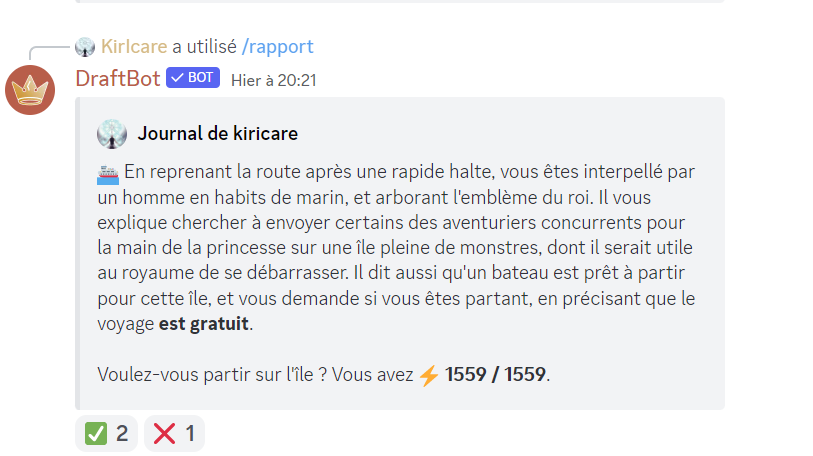 KirIcare a utilisé /rapport
DraftBot ✓ BOT Hier à 20:21
Journal de kiricare
🚢 En reprenant la route après une rapide halte, vous êtes interpellé par
un homme en habits de marin, et arborant l'emblème du roi. Il vous
explique chercher à envoyer certains des aventuriers concurrents pour
la main de la princesse sur une île pleine de monstres, dont il serait utile
au royaume de se débarrasser. Il dit aussi qu'un bateau est prêt à partir
pour cette île, et vous demande si vous êtes partant, en précisant que le
voyage est gratuit.
Voulez-vous partir sur l'île ? Vous avez ⚡ 1559 / 1559.
✅ 2 ❌ 1